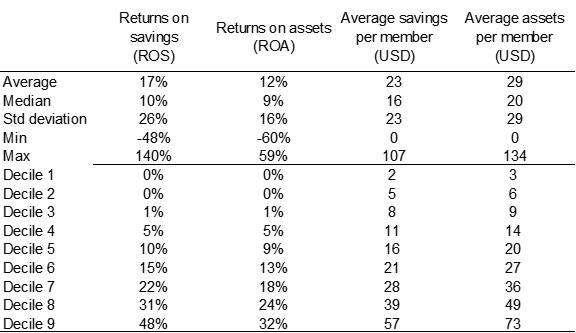 Returns on savings (ROS) Returns on assets (ROA) Average savings per member (USD) Average assets per member (USD)
Average 17% 12% 23 29
Median 10% 9% 16 20
Std deviation 26% 16% 23 29
Min -48% -60% 0 0
Max 140% 59% 107 134
Decile 1 0% 0% 2 3
Decile 2 0% 0% 5 6
Decile 3 1% 1% 8 9
Decile 4 5% 5% 11 14
Decile 5 10% 9% 16 20
Decile 6 15% 13% 21 27
Decile 7 22% 18% 28 36
Decile 8 31% 24% 39 49
Decile 9 48% 32% 57 73